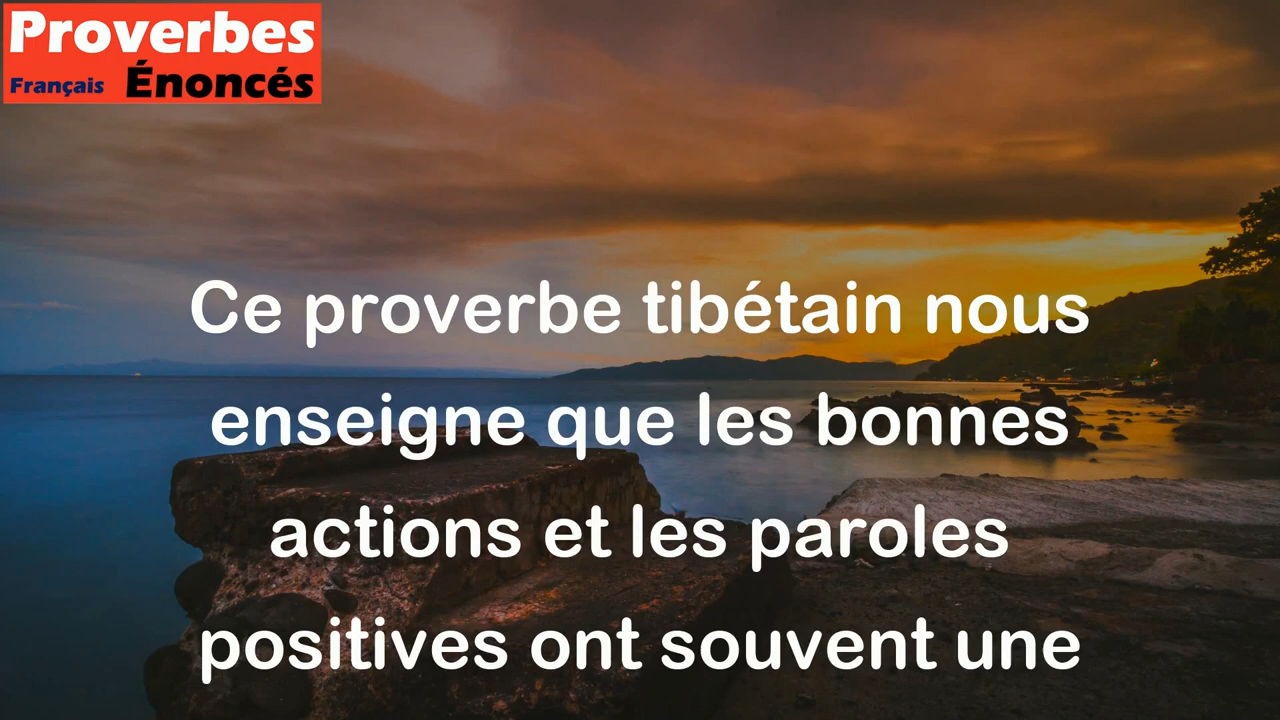 Proverbes
Français Énoncés
Ce proverbe tibétain nous
enseigne que les bonnes
actions et les paroles
positives ont souvent une